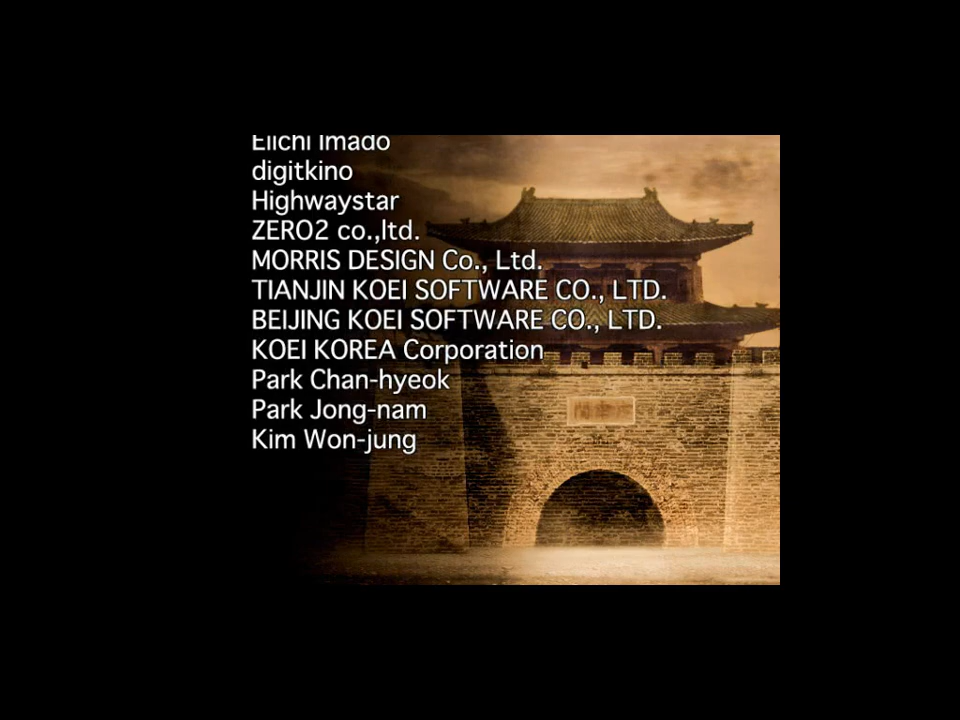 Eiichi Imado
digitkino
Highwaystar
ZERO2 co.,ltd.
MORRIS DESIGN Co., Ltd.
TIANJIN KOEI SOFTWARE CO., LTD.
BEIJING KOEI SOFTWARE CO., LTD.
KOEI KOREA Corporation
Park Chan-hyeok
Park Jong-nam
Kim Won-jung